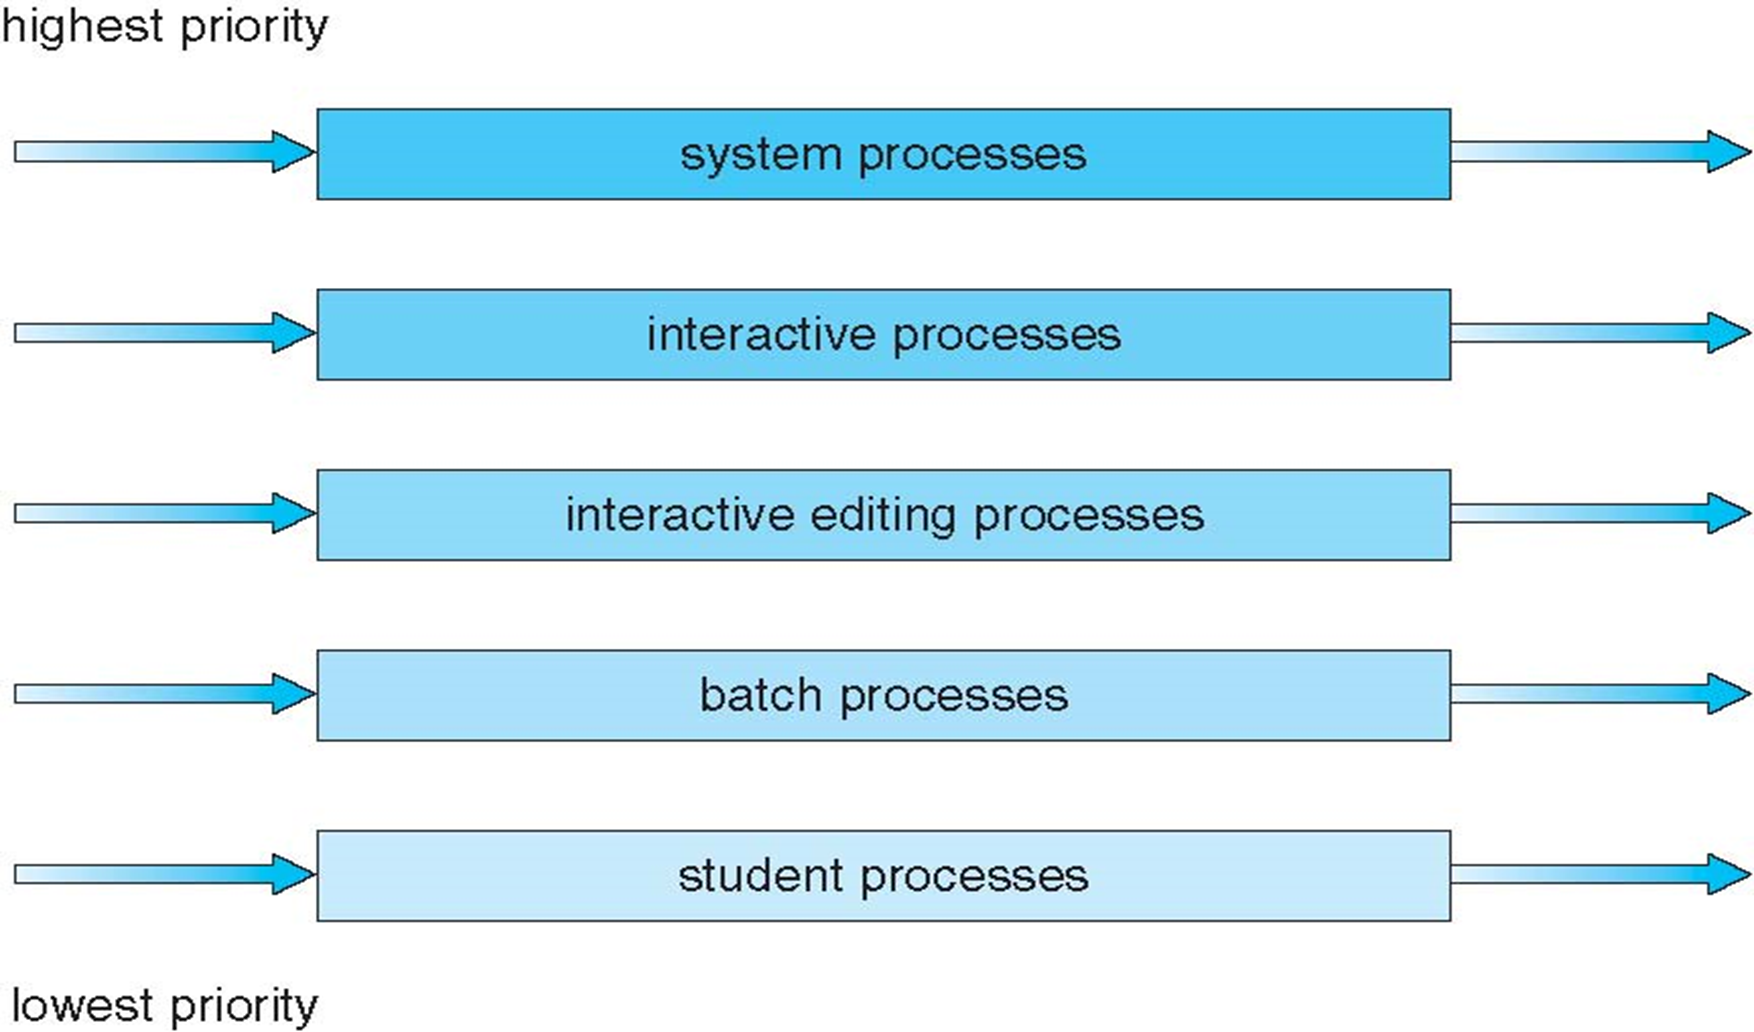 highest priority
system processes
interactive processes
interactive editing processes
batch processes
student processes
lowest priority